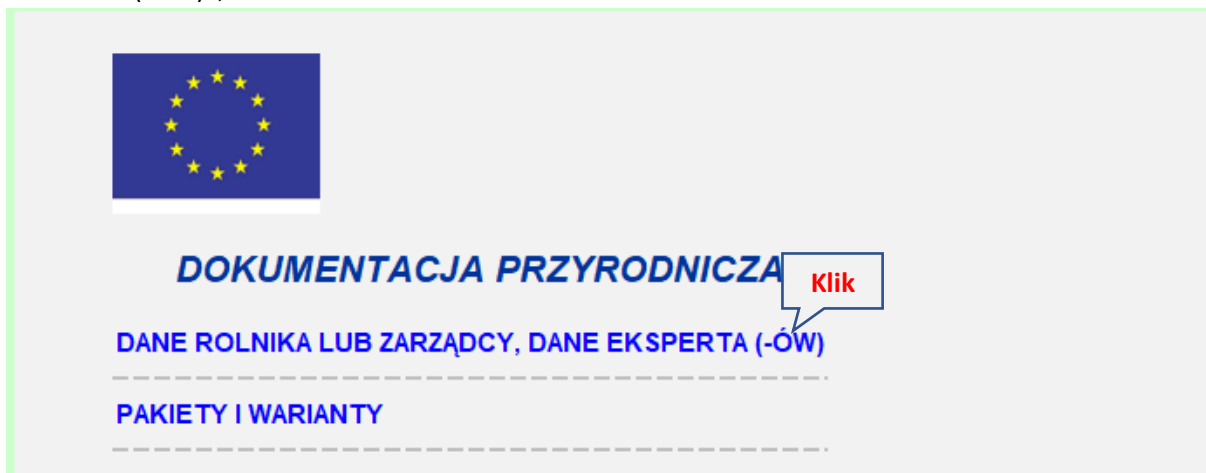 DOKUMENTACJA PRZYRODNICZA
Klik
DANE ROLNIKA LUB ZARZĄDCY, DANE EKSPERTA (-ÓW)
PAKIETY I WARIANTY